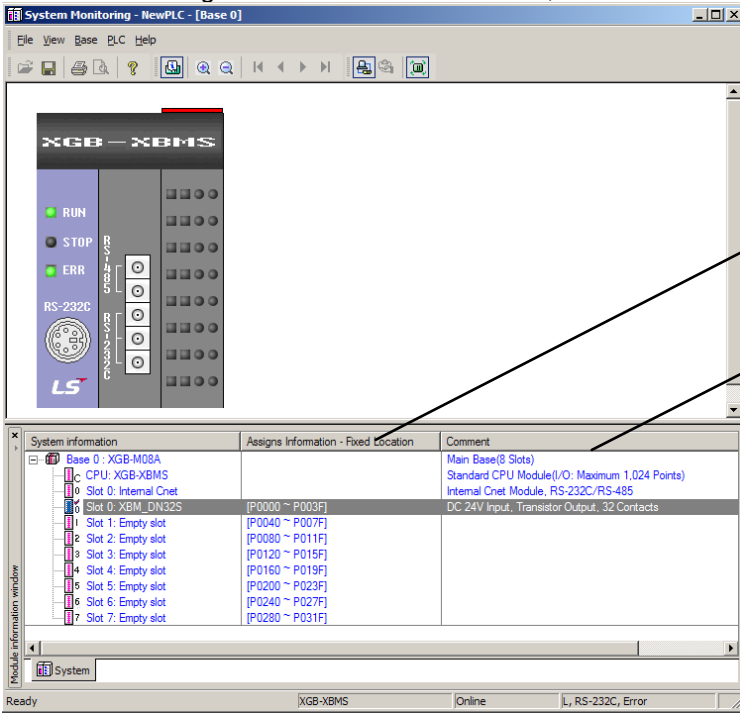 System Monitoring - NewPLC - [Base 0]
File View Base PLC Help
XGB-XBMS
RUN
STOP
ERR
RS-485
RS-232C
RS-232C
LS
System information Assigns Information - Fixed Location Comment
Base 0 : XGB-M08A Main Base(8 Slots)
CPU: XGB-XBMS Standard CPU Module(I/O: Maximum 1,024 Points)
Slot 0: Internal Cnet Internal Cnet Module, RS-232C/RS-485
Slot 0: XBM_DN32S [P0000 ~ P003F] DC 24V Input, Transistor Output, 32 Contacts
Slot 1: Empty slot [P0040 ~ P007F]
Slot 2: Empty slot [P0080 ~ P011F]
Slot 3: Empty slot [P0120 ~ P015F]
Slot 4: Empty slot [P0160 ~ P019F]
Slot 5: Empty slot [P0200 ~ P023F]
Slot 6: Empty slot [P0240 ~ P027F]
Slot 7: Empty slot [P0280 ~ P031F]
Module information window
System
Ready XGB-XBMS Online L, RS-232C, Error